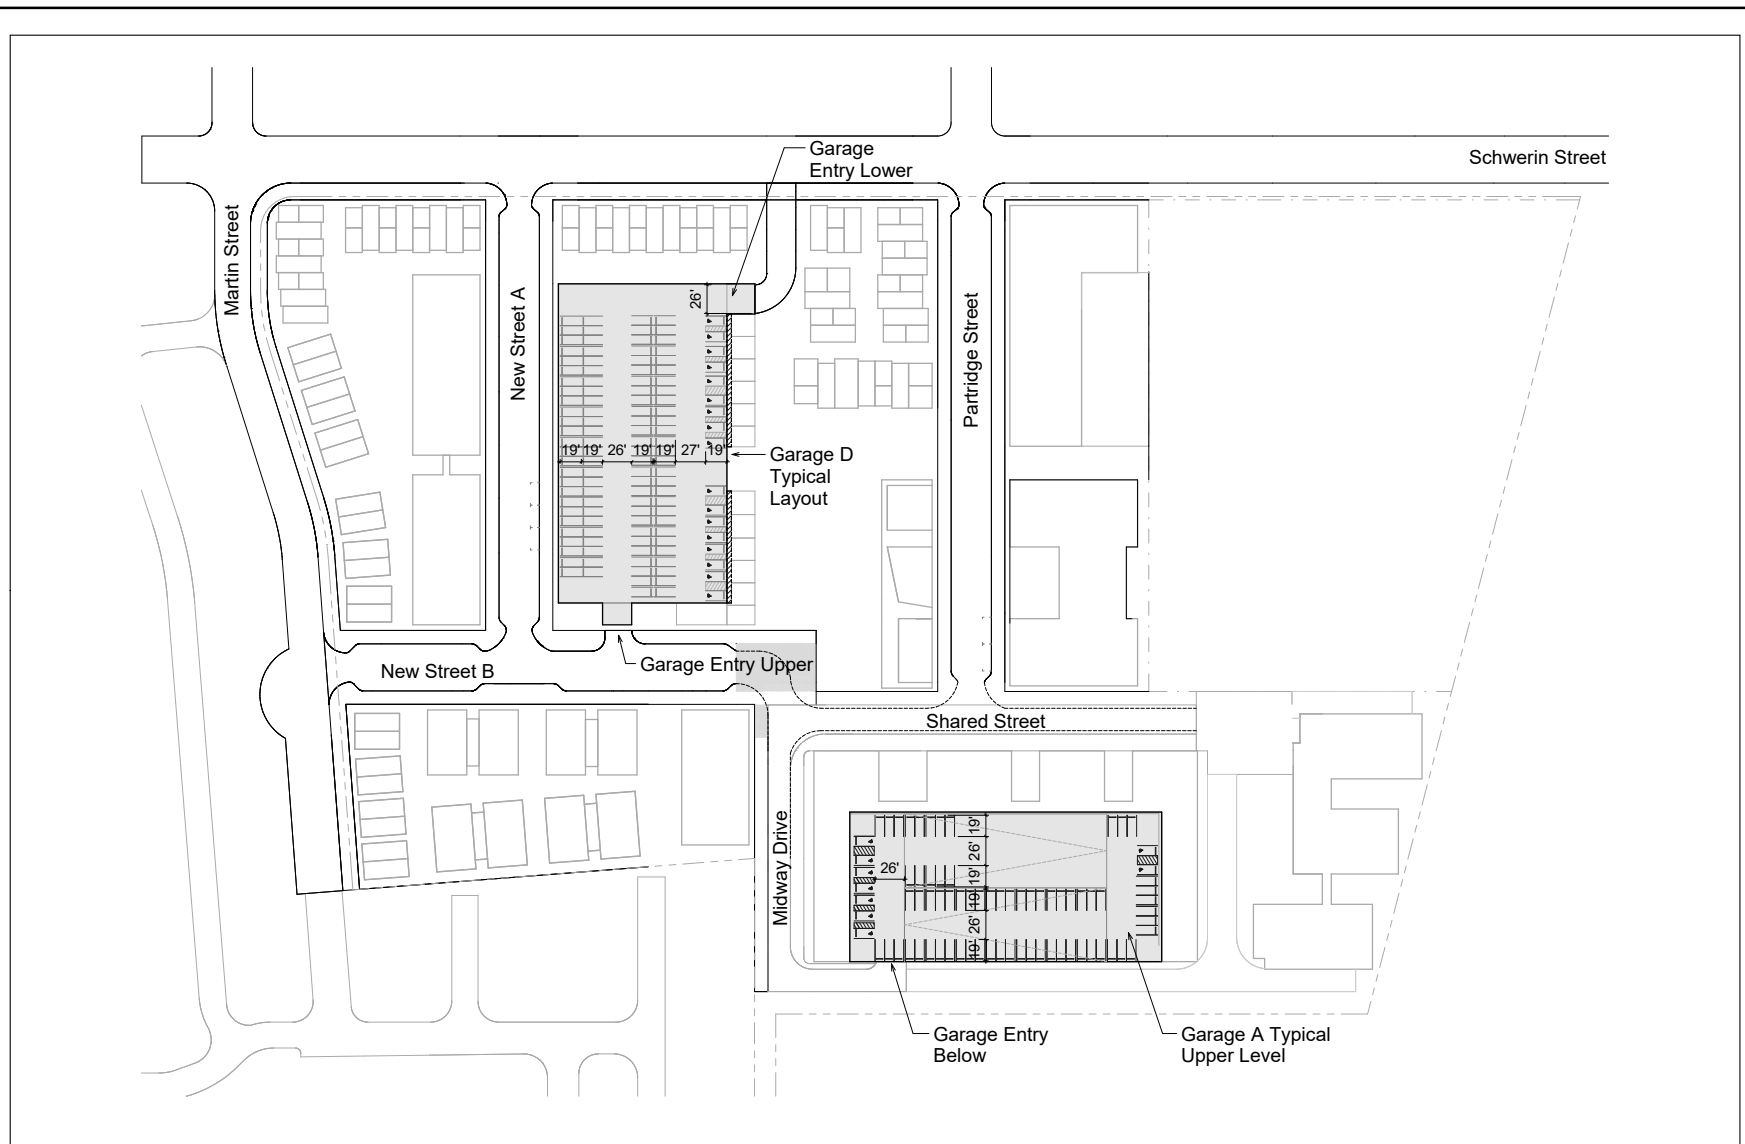 Garage
Entry Lower
Schwerin Street
Martin Street
New Street A
Partridge Street
26'
19' 19' 26' 19' 19' 27' 19'
Garage D
Typical
Layout
Garage Entry Upper
New Street B
Shared Street
Midway Drive
19'
26'
26'
19'
19'
26'
19'
Garage Entry
Below
Garage A Typical
Upper Level